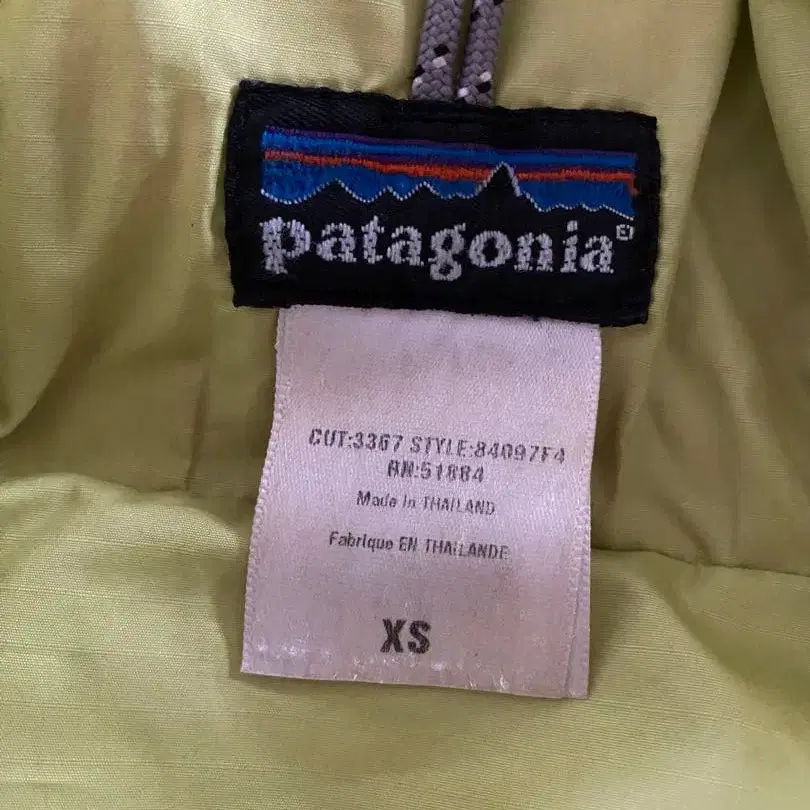 patagonia®
CUT:3367 STYLE:84097F4
RN:51884
Made in THAILAND
Fabrique EN THAILANDE
XS